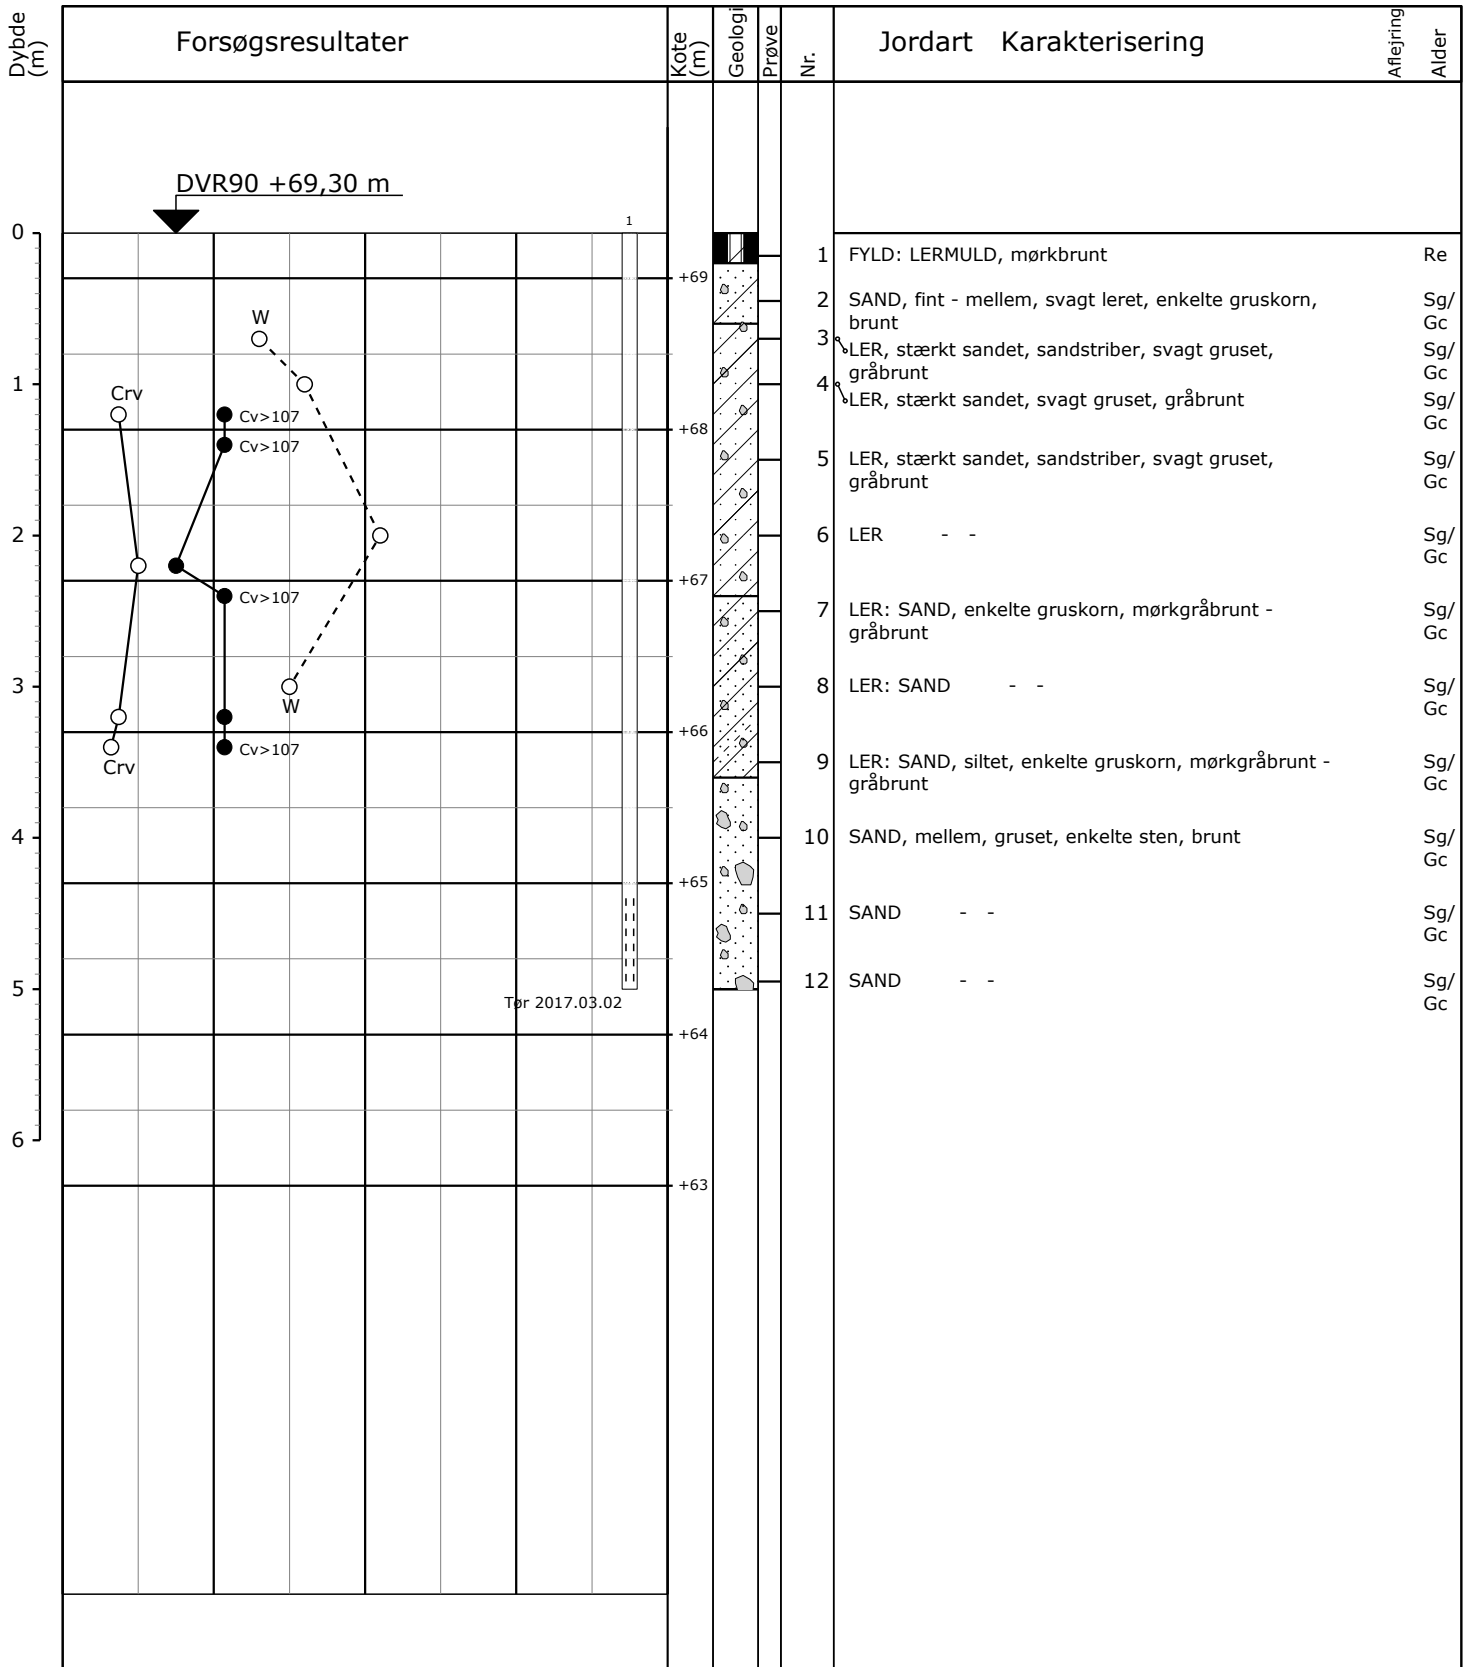 Dybde
(m)
Forsøgsresultater
Kote
(m)
Geologi
Prøve
Nr.
Jordart Karakterisering
Aflejring
Alder
DVR90 +69,30 m
0
1
1 FYLD: LERMULD, mørkbrunt Re
+69
2 SAND, fint - mellem, svagt leret, enkelte gruskorn, Sg/
brunt Gc
W
3 LER, stærkt sandet, sandstriber, svagt gruset, Sg/
gråbrunt Gc
1
Crv
4 LER, stærkt sandet, svagt gruset, gråbrunt Sg/
Gc
Cv>107
+68
Cv>107
5 LER, stærkt sandet, sandstriber, svagt gruset, Sg/
gråbrunt Gc
2
6 LER - - Sg/
Gc
+67
Cv>107
7 LER: SAND, enkelte gruskorn, mørkgråbrunt - Sg/
gråbrunt Gc
3
W
8 LER: SAND - - Sg/
Gc
+66
Cv>107
Crv
9 LER: SAND, siltet, enkelte gruskorn, mørkgråbrunt - Sg/
gråbrunt Gc
4
10 SAND, mellem, gruset, enkelte sten, brunt Sg/
Gc
+65
11 SAND - - Sg/
Gc
5
12 SAND - - Sg/
Gc
Tør 2017.03.02
+64
6
+63